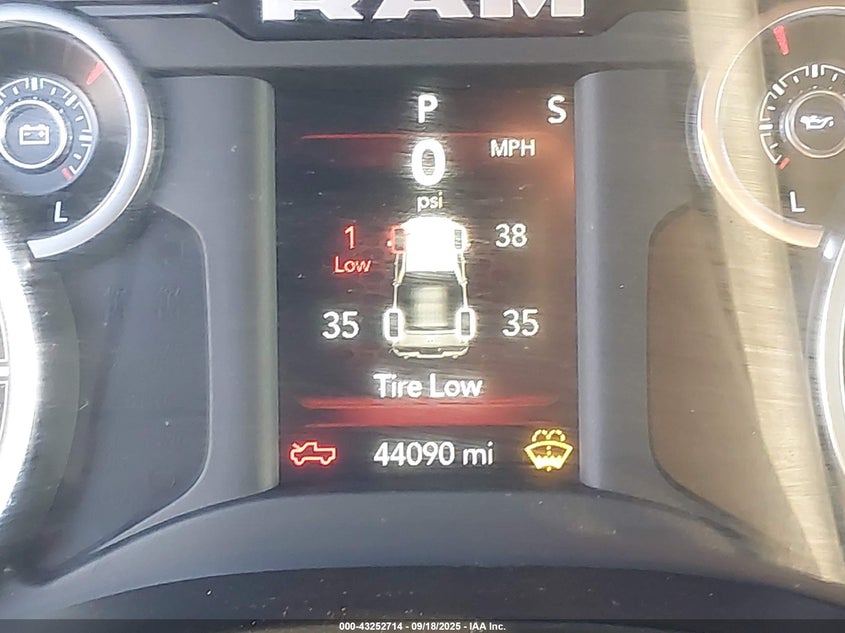 RAM
P S
0 MPH
psi
1 38
Low
35 35
Tire Low
44090 mi
L L
000-43252714 - 09/18/2025 - IAA Inc.